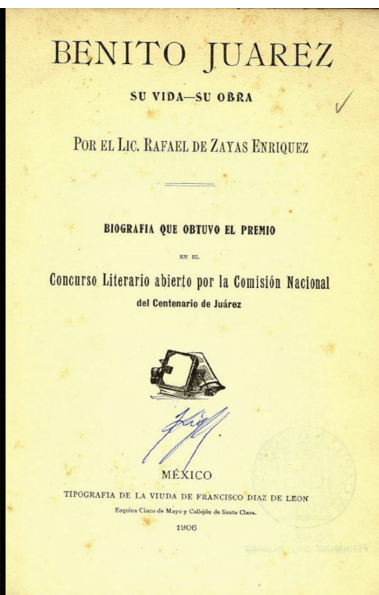 BENITO JUAREZ
SU VIDA—SU OBRA
POR EL LIC. RAFAEL DE ZAYAS ENRIQUEZ
BIOGRAFIA QUE OBTUVO EL PREMIO
EN EL
Concurso Literario abierto por la Comisión Nacional
del Centenario de Juárez
MÉXICO
TIPOGRAFIA DE LA VIUDA DE FRANCISCO DIAZ DE LEON
Esquina Cinco de Mayo y Callejón de Santa Clara.
1906